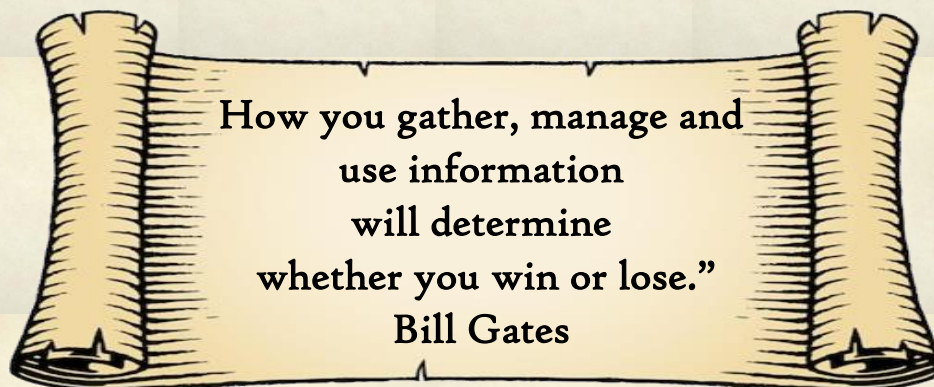 How you gather, manage and
use information
will determine
whether you win or lose.”
Bill Gates